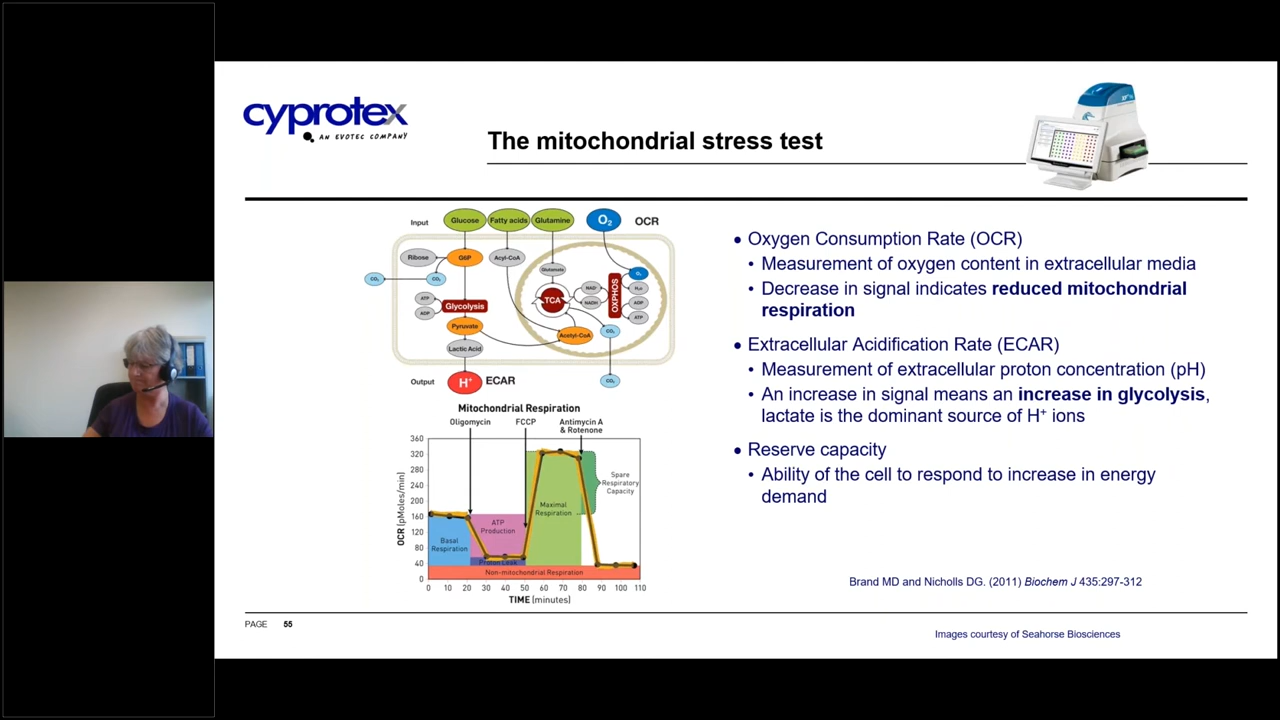 cyprotex
AN EVOTEC COMPANY
The mitochondrial stress test
Input
Glucose
Fatty acids
Glutamine
O₂
OCR
Ribose
G6P
Acyl-CoA
CO₂
CO₂
Glutamate
O₂
ATP
ADP
Glycolysis
TCA
NAD⁺
NADH
OXPHOS
H₂O
ADP
ATP
Pyruvate
Acetyl-CoA
CO₂
Lactic Acid
Output
H⁺
ECAR
CO₂
Mitochondrial Respiration
Oligomycin
FCCP
Antimycin A
& Rotenone
OCR (pMoles/min)
360
320
280
240
200
160
120
80
40
0
Basal
Respiration
ATP
Production
Proton Leak
Maximal
Respiration
Spare
Respiratory
Capacity
Non-mitochondrial Respiration
0 10 20 30 40 50 60 70 80 90 100 110
TIME (minutes)
• Oxygen Consumption Rate (OCR)
• Measurement of oxygen content in extracellular media
• Decrease in signal indicates reduced mitochondrial
respiration
• Extracellular Acidification Rate (ECAR)
• Measurement of extracellular proton concentration (pH)
• An increase in signal means an increase in glycolysis,
lactate is the dominant source of H⁺ ions
• Reserve capacity
• Ability of the cell to respond to increase in energy
demand
Brand MD and Nicholls DG. (2011) Biochem J 435:297-312
PAGE 55
Images courtesy of Seahorse Biosciences